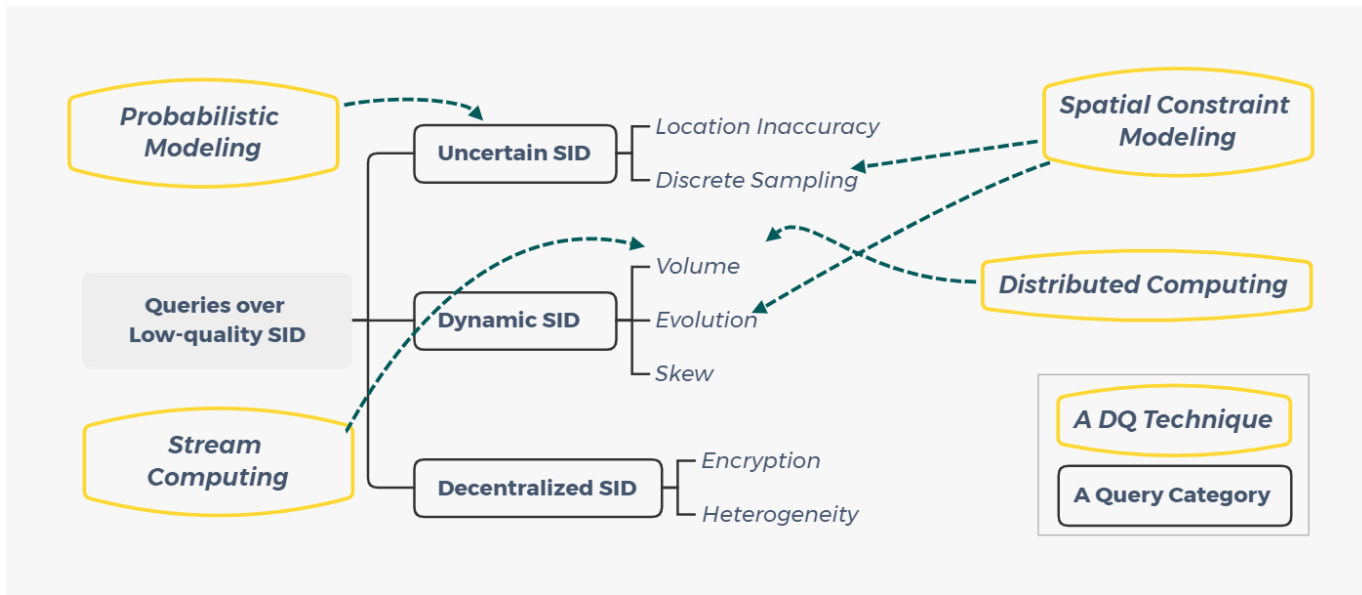 Probabilistic
Modeling
Spatial Constraint
Modeling
Uncertain SID
Location Inaccuracy
Discrete Sampling
Queries over
Low-quality SID
Dynamic SID
Volume
Evolution
Skew
Distributed Computing
Stream
Computing
Decentralized SID
Encryption
Heterogeneity
A DQ Technique
A Query Category